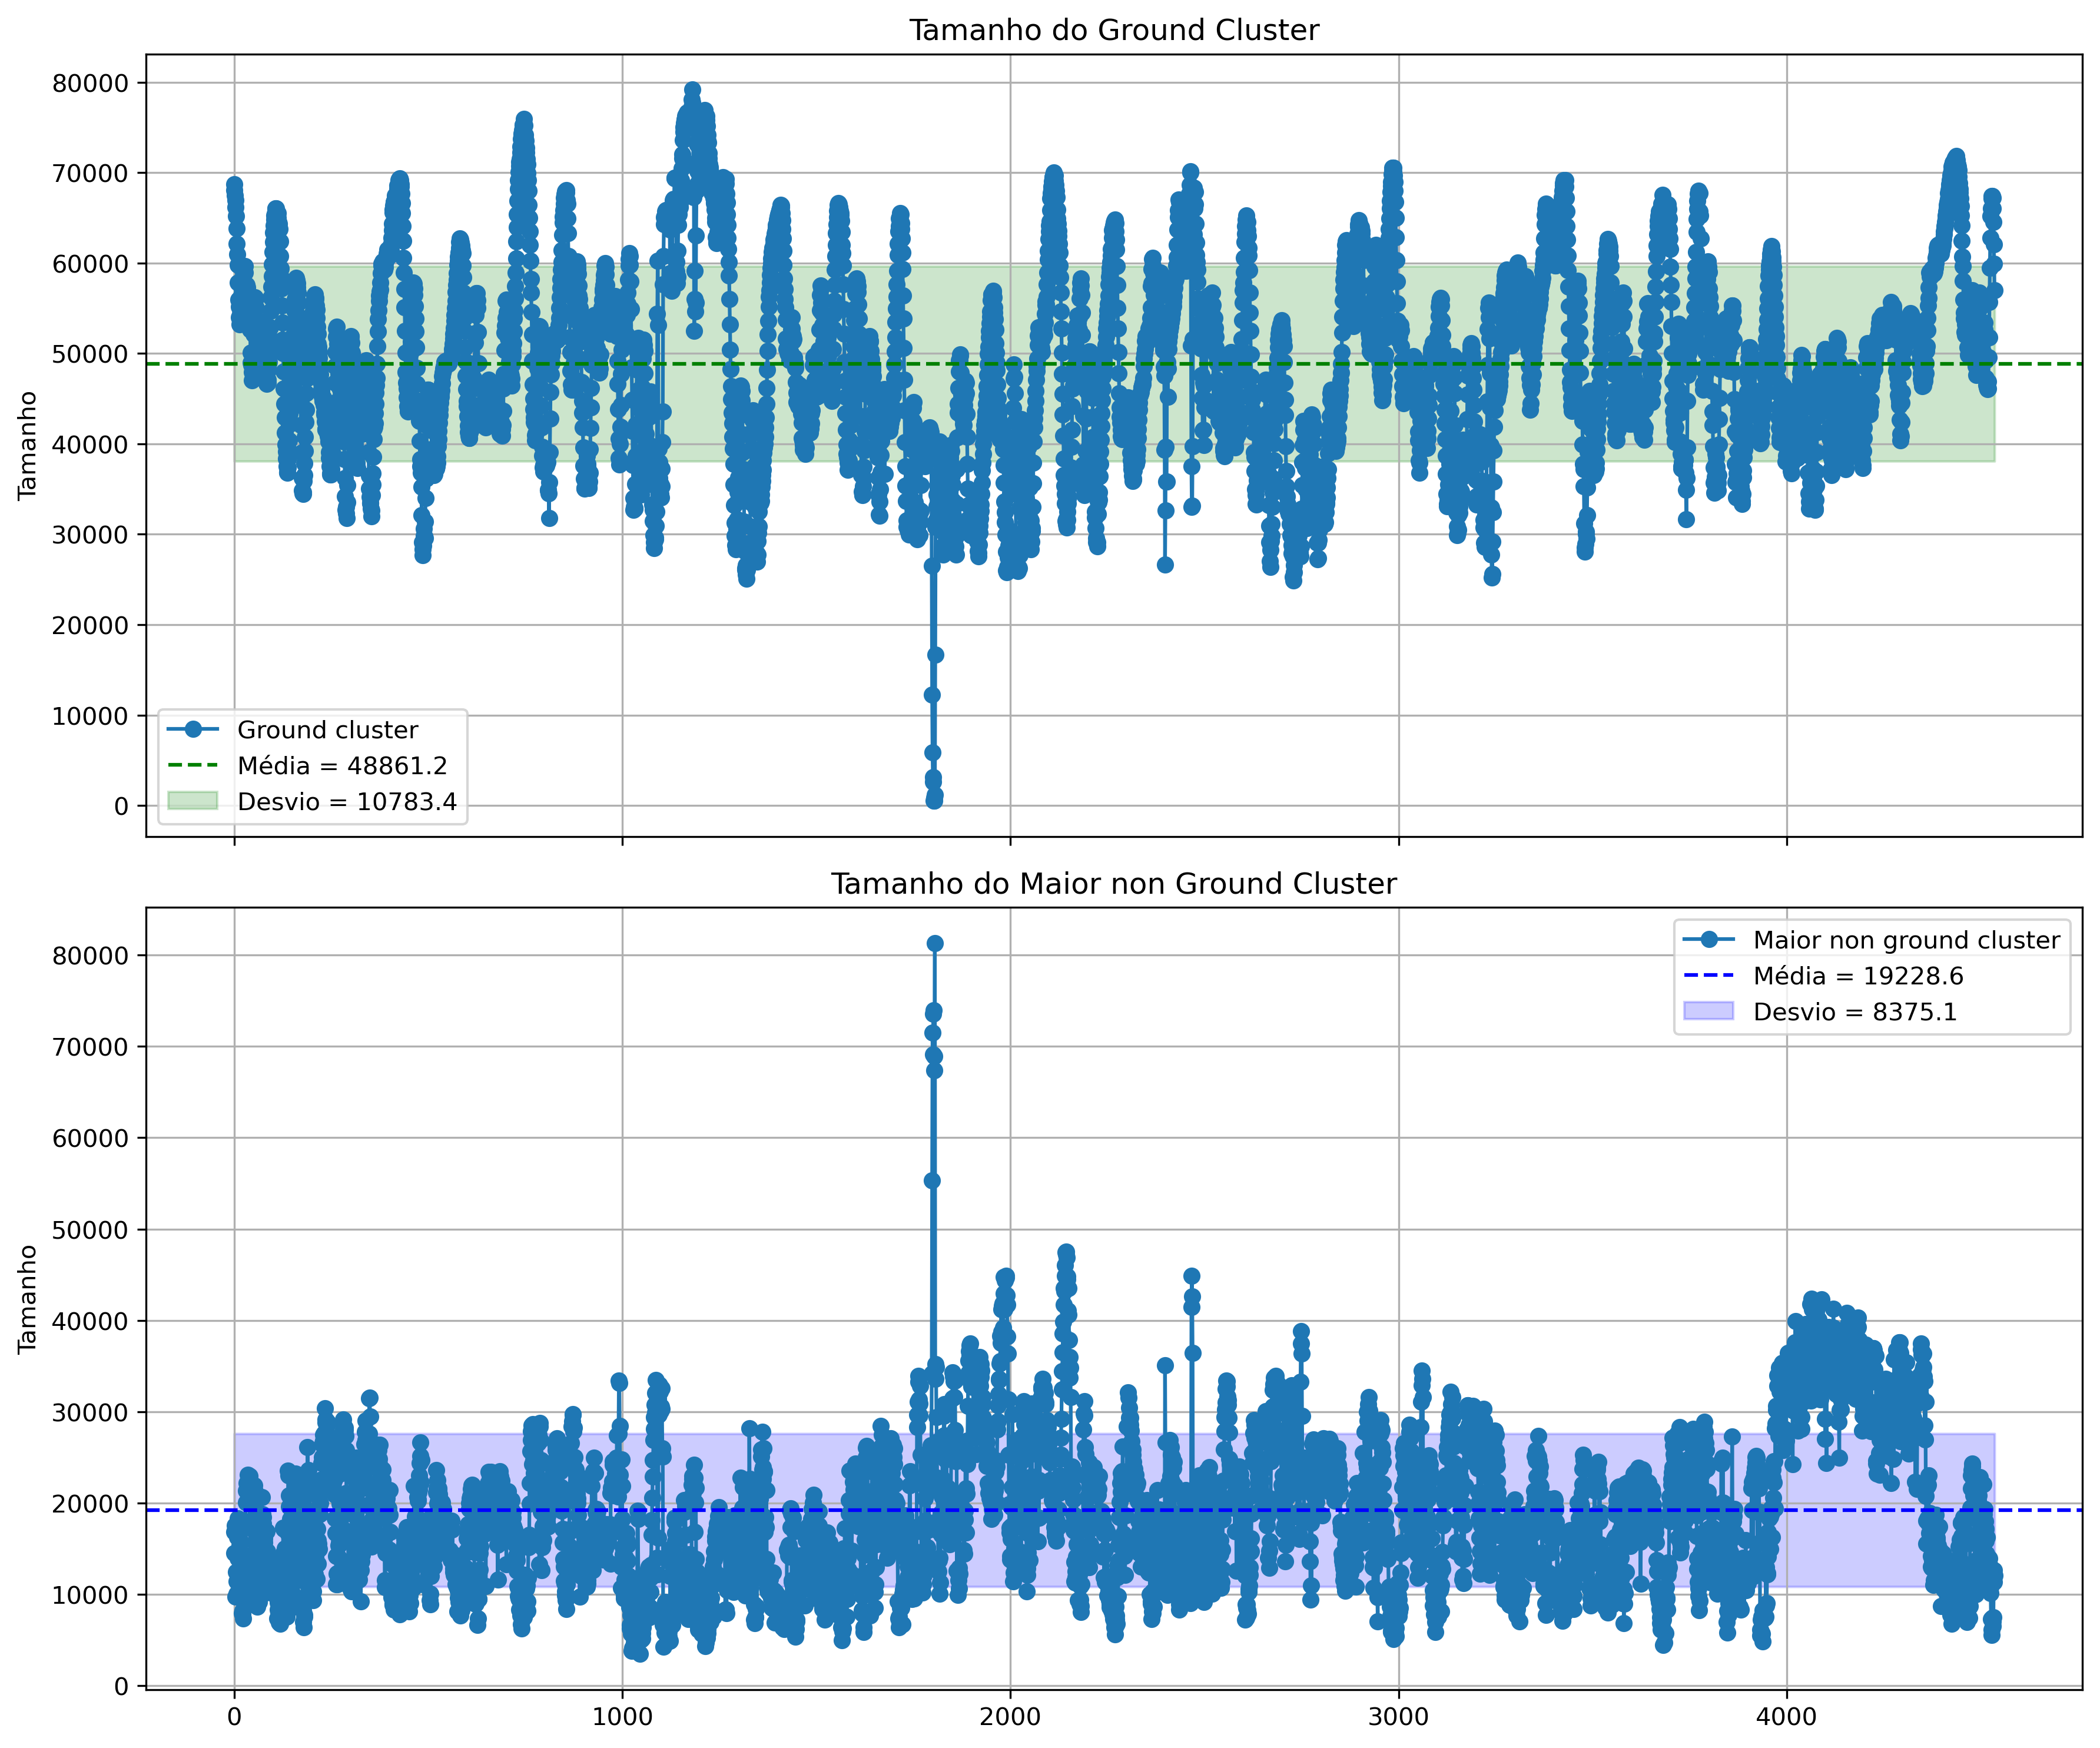 Tamanho do Ground Cluster
80000
70000
60000
50000
40000
30000
20000
10000
0
Tamanho
Ground cluster
Média = 48861.2
Desvio = 10783.4
Tamanho do Maior non Ground Cluster
80000
70000
60000
50000
40000
30000
20000
10000
0
Tamanho
Maior non ground cluster
Média = 19228.6
Desvio = 8375.1
0 1000 2000 3000 4000